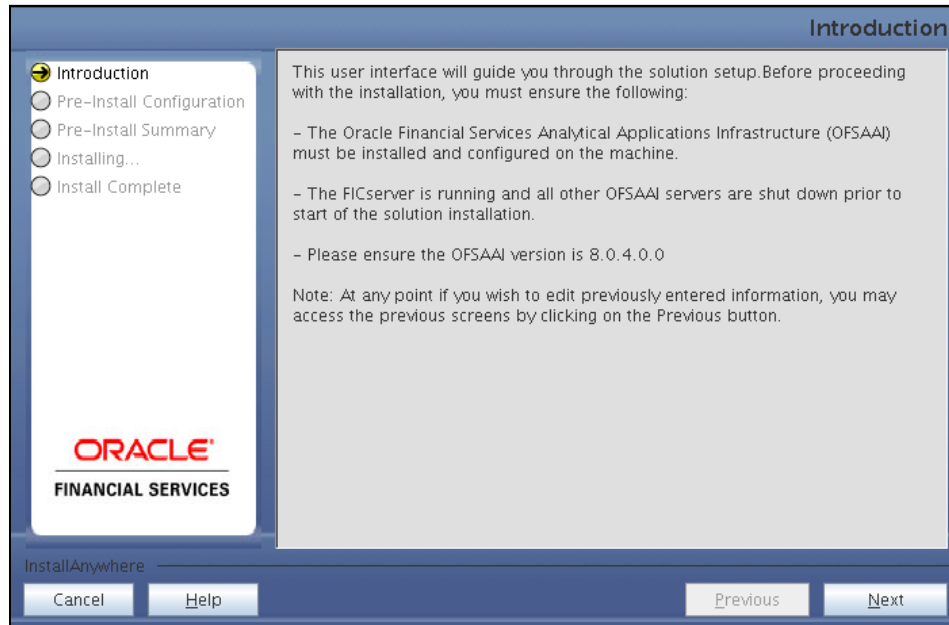 Introduction
Introduction
Pre-Install Configuration
Pre-Install Summary
Installing...
Install Complete
ORACLE®
FINANCIAL SERVICES
This user interface will guide you through the solution setup.Before proceeding
with the installation, you must ensure the following:
- The Oracle Financial Services Analytical Applications Infrastructure (OFSAAI)
must be installed and configured on the machine.
- The FICserver is running and all other OFSAAI servers are shut down prior to
start of the solution installation.
- Please ensure the OFSAAI version is 8.0.4.0.0
Note: At any point if you wish to edit previously entered information, you may
access the previous screens by clicking on the Previous button.
InstallAnywhere
Cancel
Help
Previous
Next